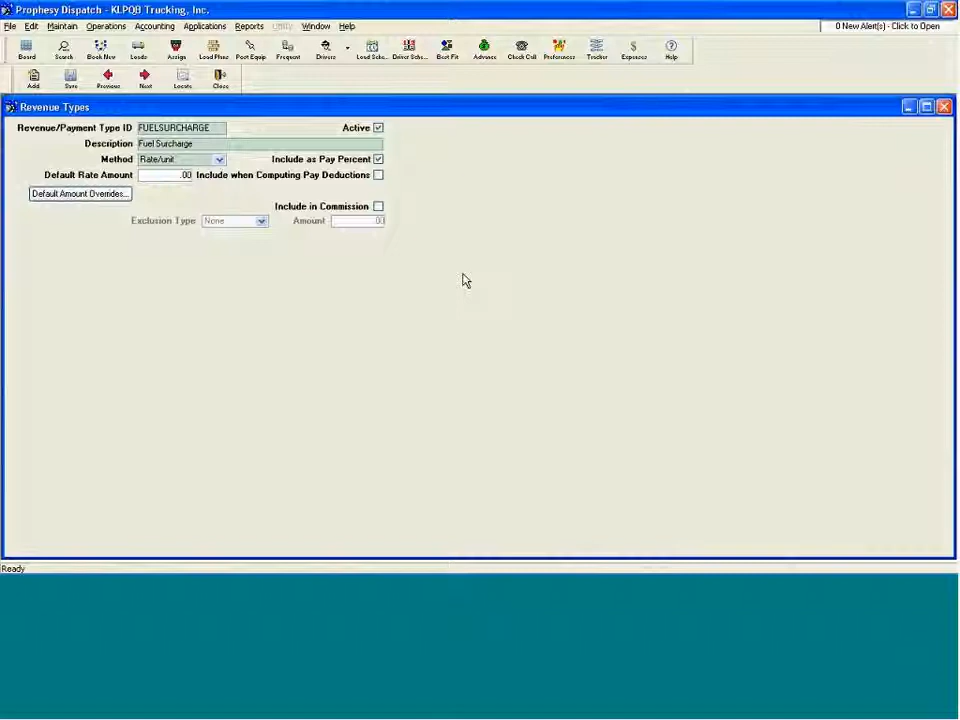 Prophesy Dispatch - KLPQB Trucking, Inc.
File Edit Maintain Operations Accounting Applications Reports Utility Window Help 0 New Alert(s) - Click to Open
Board Search Book New Loads Assign Load Plans Post Equip Frequent Drivers Load Sche... Driver Sche... Best Fit Advance Check Call Preferences Tracker Expenses Help
Add Save Previous Next Locate Close
Revenue Types
Revenue/Payment Type ID FUELSURCHARGE Active
Description Fuel Surcharge
Method Rate/unit Include as Pay Percent
Default Rate Amount .00 Include when Computing Pay Deductions
Default Amount Overrides...
Include in Commission
Exclusion Type None Amount .00
Ready